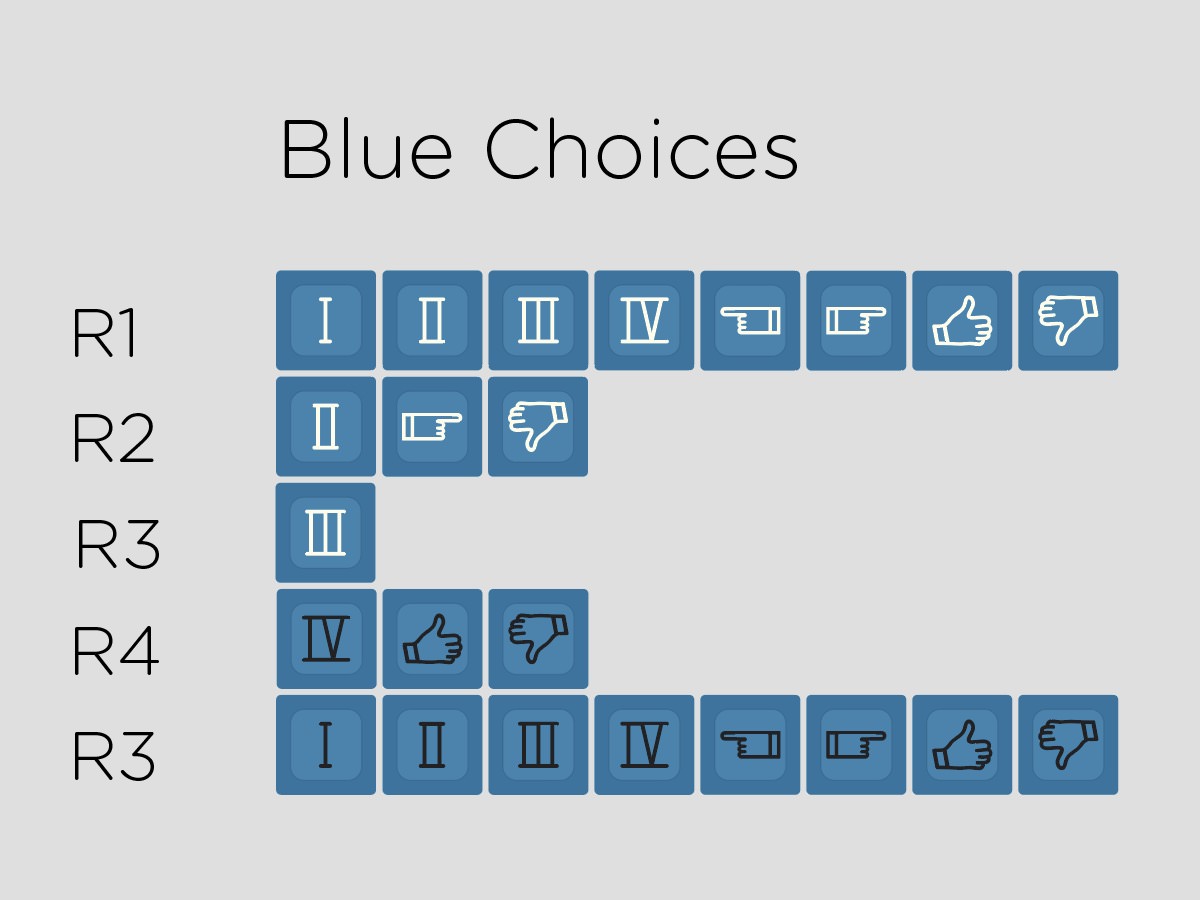 Blue Choices
R1 I II III IV
R2 II
R3 III
R4 IV
R3 I II III IV